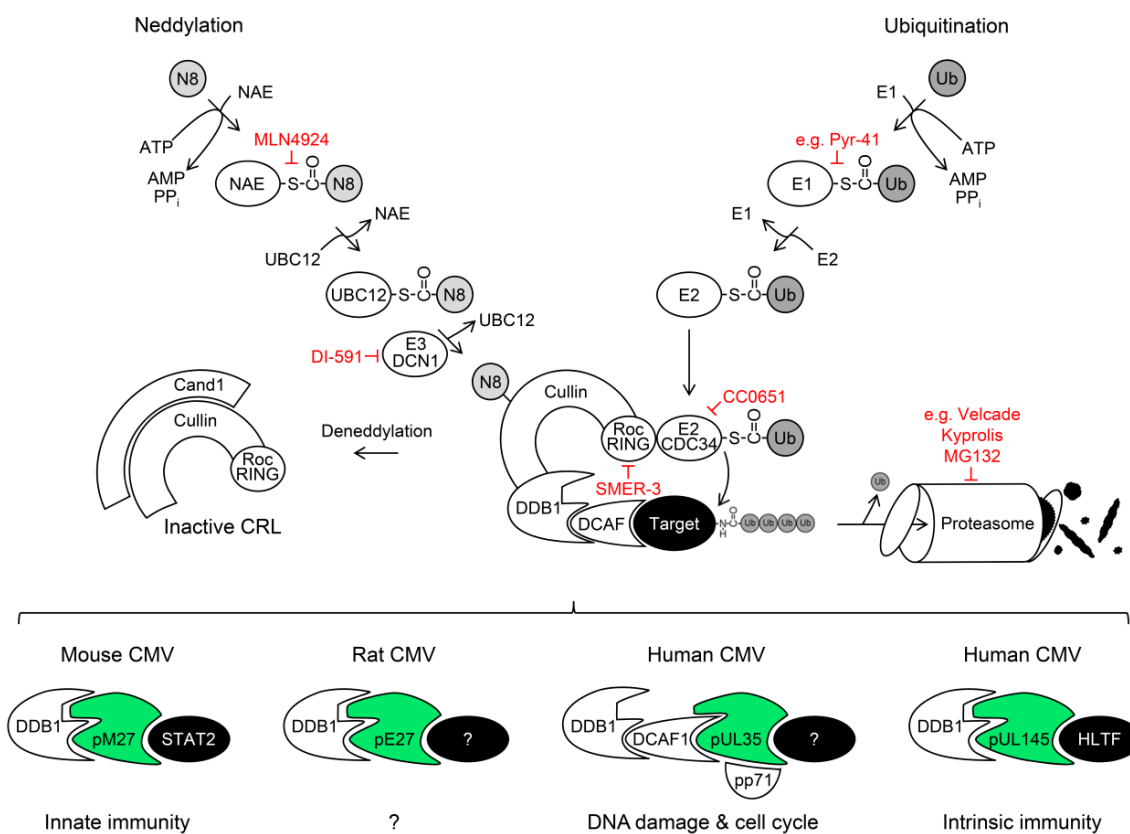 Neddylation
Ubiquitination
N8
NAE
ATP
AMP
PPi
MLN4924
NAE
S
C
O
N8
Ub
E1
ATP
AMP
PPi
e.g. Pyr-41
E1
S
C
O
Ub
NAE
UBC12
E1
E2
UBC12
S
C
O
N8
E2
S
C
O
Ub
UBC12
DI-591
E3
DCN1
N8
Cand1
Cullin
Roc
RING
Inactive CRL
Deneddylation
Cullin
Roc
RING
E2
CDC34
S
C
O
Ub
CC0651
SMER-3
DDB1
DCAF
Target
N
H
C
O
Ub
Ub
Ub
Ub
Ub
e.g. Velcade
Kyprolis
MG132
Proteasome
Mouse CMV
DDB1
pM27
STAT2
Innate immunity
Rat CMV
DDB1
pE27
?
?
Human CMV
DDB1
DCAF1
pUL35
?
pp71
DNA damage & cell cycle
Human CMV
DDB1
pUL145
HLTF
Intrinsic immunity